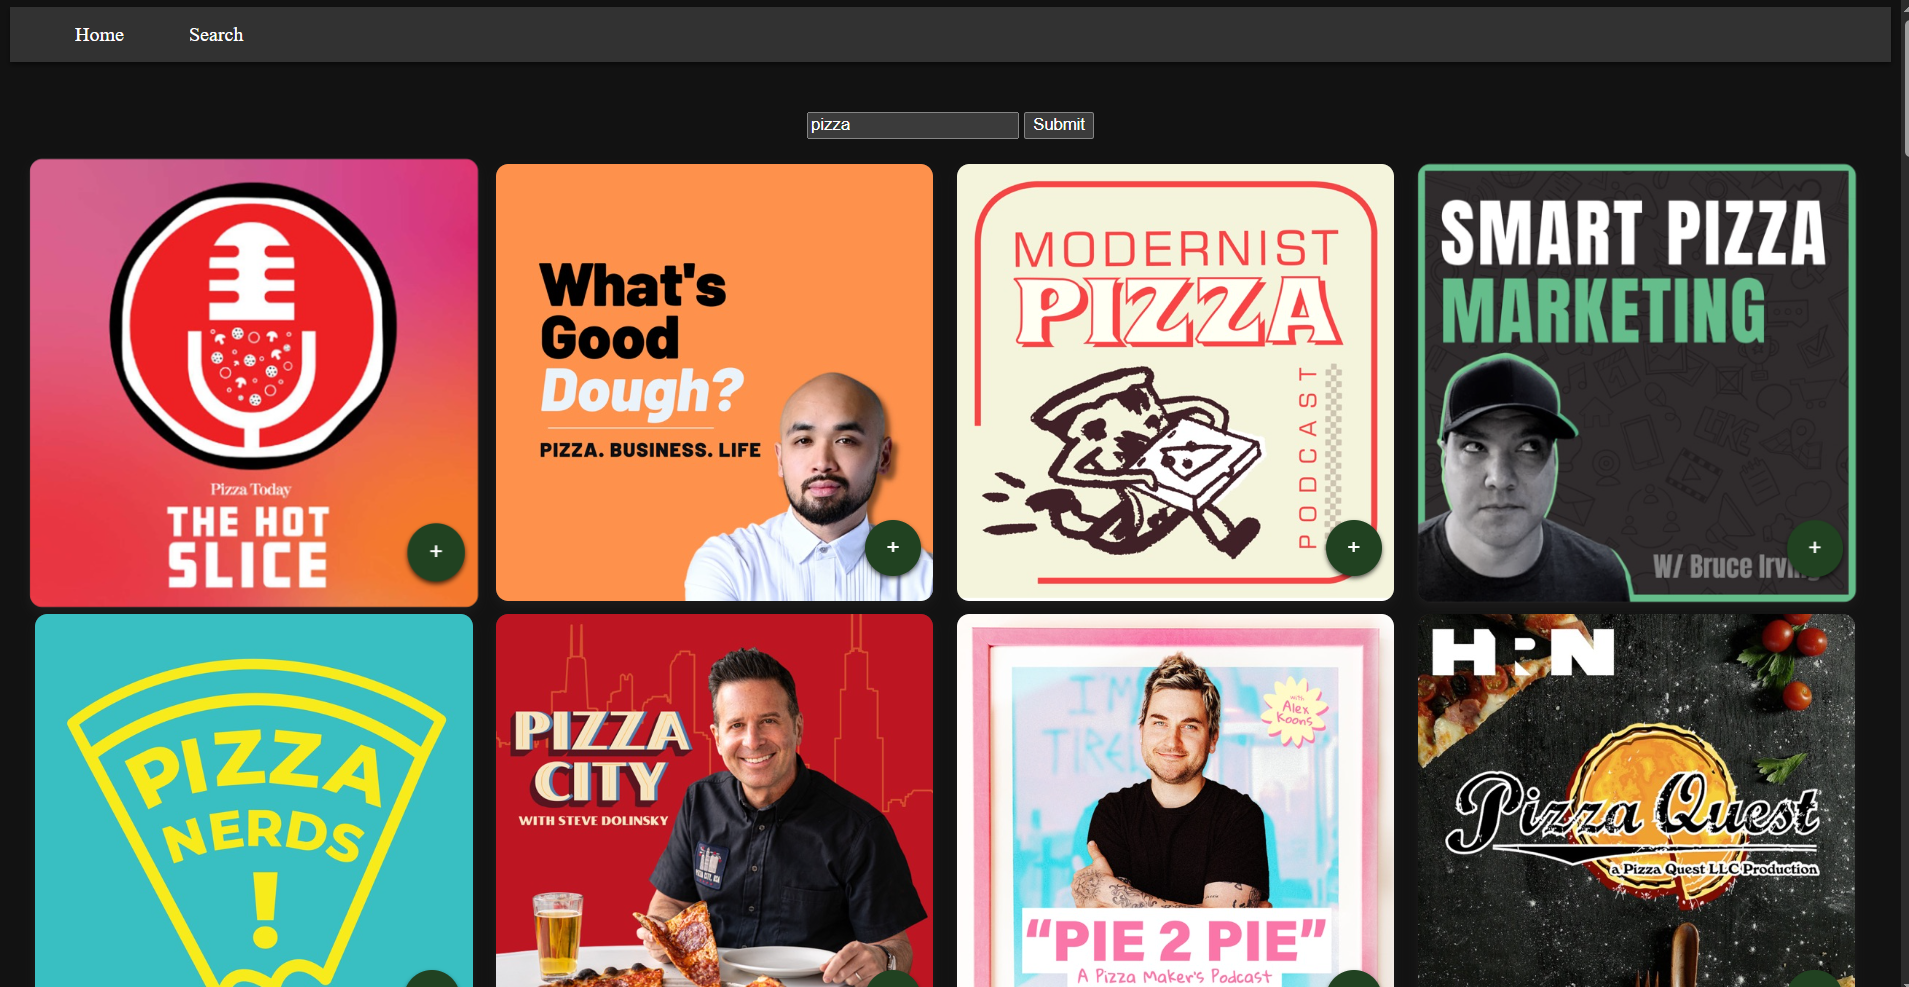 Home
Search
pizza
Submit
Pizza Today
THE HOT
SLICE
+
What's
Good
Dough?
PIZZA. BUSINESS. LIFE
+
MODERNIST
PIZZA
PODCAST
+
SMART PIZZA
MARKETING
W/ Bruce
+
PIZZA
NERDS
!
PIZZA
CITY
WITH STEVE DOLINSKY
with
Alex
Koons
"PIE 2 PIE"
A Pizza Maker's Podcast
HRN
Pizza Quest
a Pizza Quest LLC Production